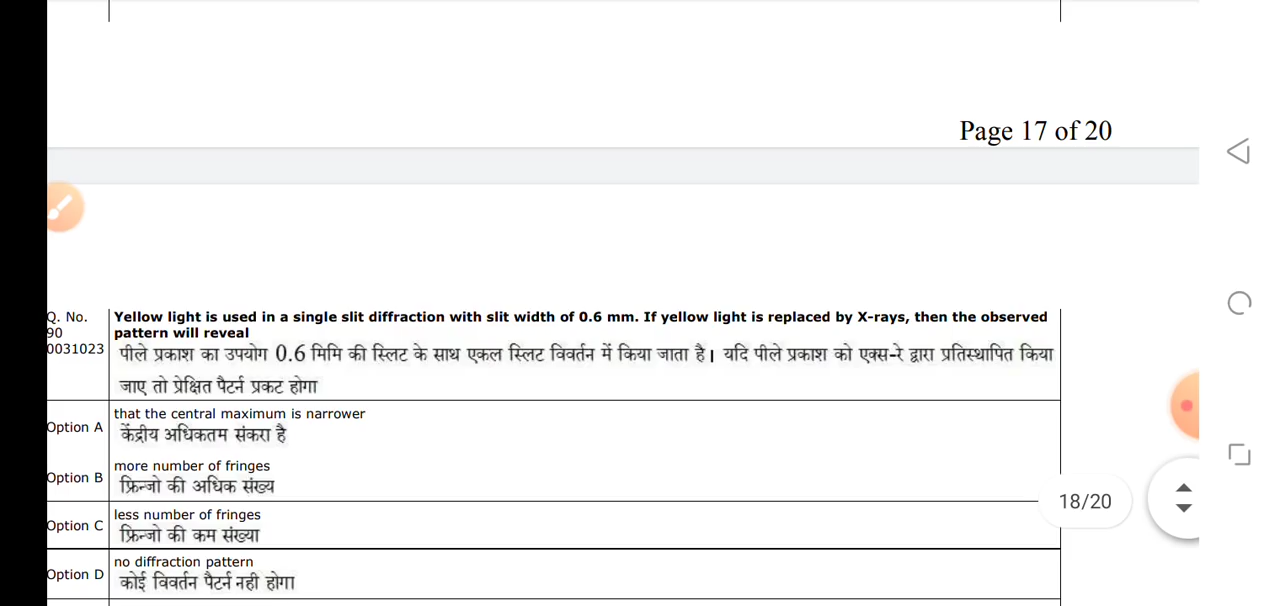 Page 17 of 20
Q. No.
90
0031023
Yellow light is used in a single slit diffraction with slit width of 0.6 mm. If yellow light is replaced by X-rays, then the observed
pattern will reveal
पीले प्रकाश का उपयोग 0.6 मिमि की स्लिट के साथ एकल स्लिट विवर्तन में किया जाता है। यदि पीले प्रकाश को एक्स-रे द्वारा प्रतिस्थापित किया
जाए तो प्रेक्षित पैटर्न प्रकट होगा
Option A
that the central maximum is narrower
केंद्रीय अधिकतम संकरा है
Option B
more number of fringes
फ्रिन्जो की अधिक संख्य
Option C
less number of fringes
फ्रिन्जो की कम संख्या
Option D
no diffraction pattern
कोई विवर्तन पैटर्न नही होगा
18/20